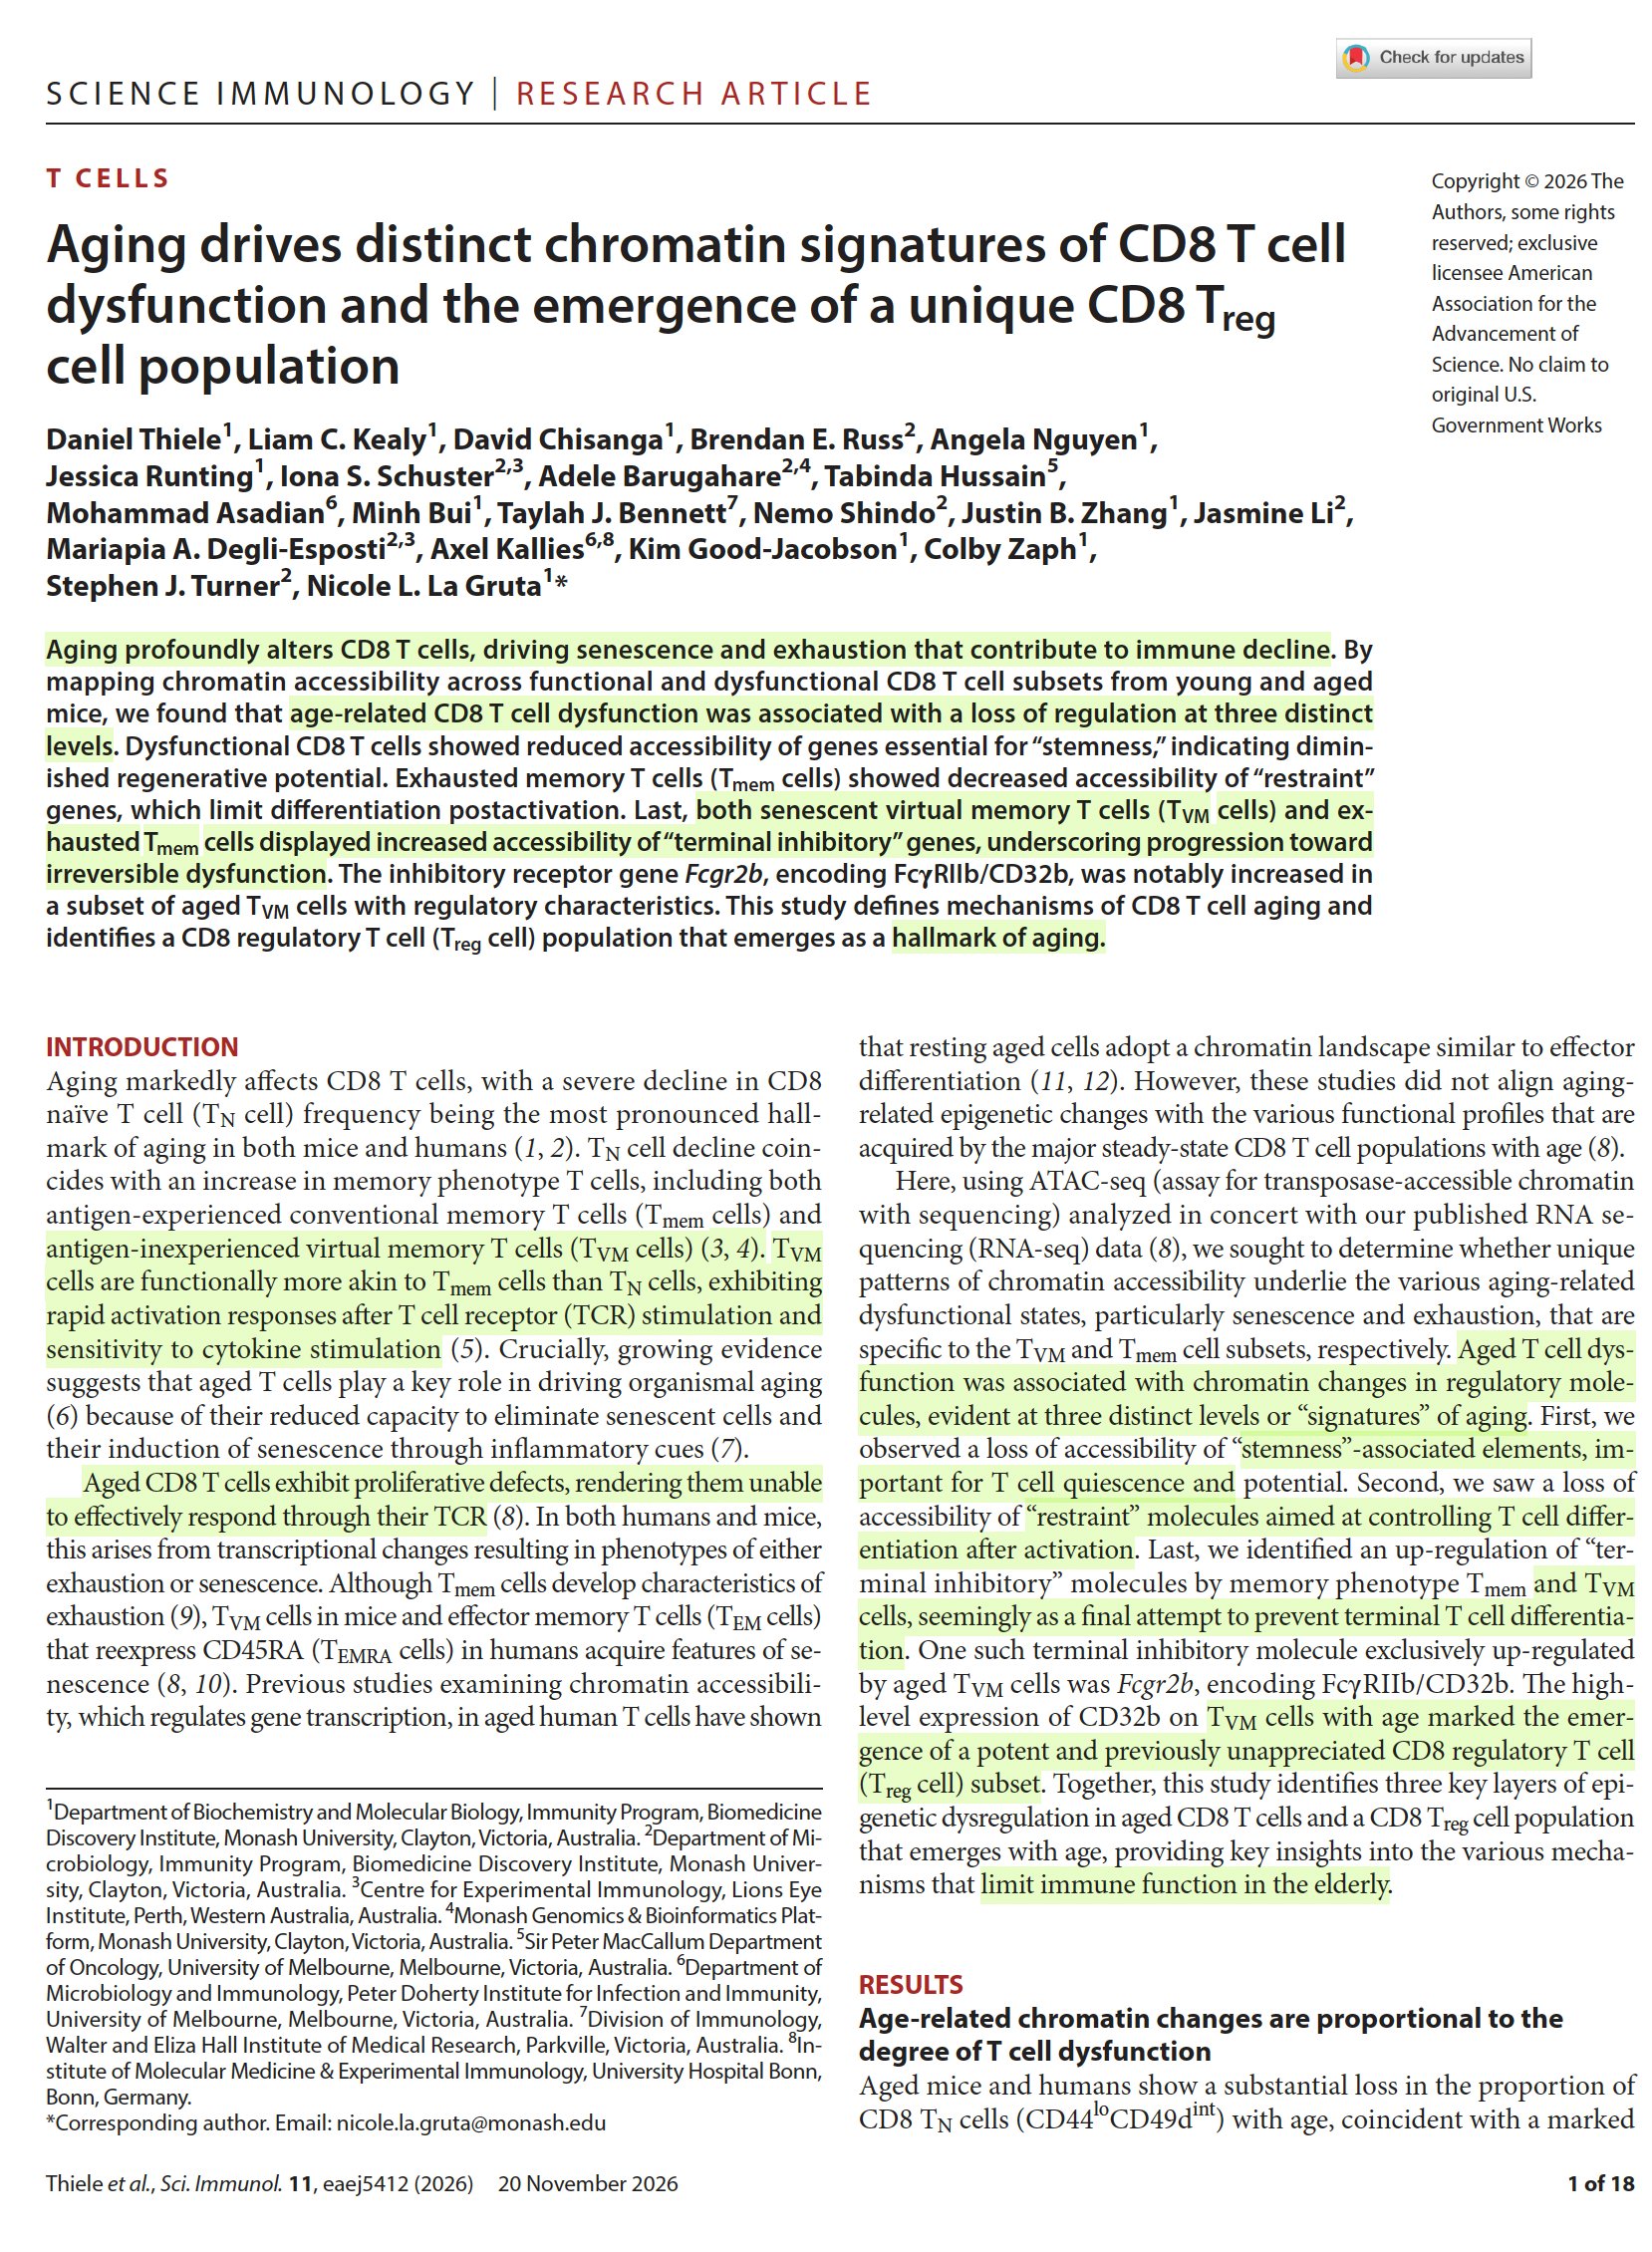 Check for updates
SCIENCE IMMUNOLOGY | RESEARCH ARTICLE
T CELLS
Aging drives distinct chromatin signatures of CD8 T cell
dysfunction and the emergence of a unique CD8 Treg
cell population
Daniel Thiele1, Liam C. Kealy1, David Chisanga1, Brendan E. Russ2, Angela Nguyen1,
Jessica Runting1, Iona S. Schuster2,3, Adele Barugahare2,4, Tabinda Hussain5,
Mohammad Asadian6, Minh Bui1, Taylah J. Bennett7, Nemo Shindo2, Justin B. Zhang1, Jasmine Li2,
Mariapia A. Degli-Esposti2,3, Axel Kallies6,8, Kim Good-Jacobson1, Colby Zaph1,
Stephen J. Turner2, Nicole L. La Gruta1*
Copyright © 2026 The
Authors, some rights
reserved; exclusive
licensee American
Association for the
Advancement of
Science. No claim to
original U.S.
Government Works
Aging profoundly alters CD8 T cells, driving senescence and exhaustion that contribute to immune decline. By
mapping chromatin accessibility across functional and dysfunctional CD8 T cell subsets from young and aged
mice, we found that age-related CD8 T cell dysfunction was associated with a loss of regulation at three distinct
levels. Dysfunctional CD8 T cells showed reduced accessibility of genes essential for “stemness,” indicating dimin-
ished regenerative potential. Exhausted memory T cells (Tmem cells) showed decreased accessibility of “restraint”
genes, which limit differentiation postactivation. Last, both senescent virtual memory T cells (TVM cells) and ex-
hausted Tmem cells displayed increased accessibility of “terminal inhibitory” genes, underscoring progression toward
irreversible dysfunction. The inhibitory receptor gene Fcgr2b, encoding FcγRIIb/CD32b, was notably increased in
a subset of aged TVM cells with regulatory characteristics. This study defines mechanisms of CD8 T cell aging and
identifies a CD8 regulatory T cell (Treg cell) population that emerges as a hallmark of aging.
INTRODUCTION
Aging markedly affects CD8 T cells, with a severe decline in CD8
naïve T cell (TN cell) frequency being the most pronounced hall-
mark of aging in both mice and humans (1, 2). TN cell decline coin-
cides with an increase in memory phenotype T cells, including both
antigen-experienced conventional memory T cells (Tmem cells) and
antigen-inexperienced virtual memory T cells (TVM cells) (3, 4). TVM
cells are functionally more akin to Tmem cells than TN cells, exhibiting
rapid activation responses after T cell receptor (TCR) stimulation and
sensitivity to cytokine stimulation (5). Crucially, growing evidence
suggests that aged T cells play a key role in driving organismal aging
(6) because of their reduced capacity to eliminate senescent cells and
their induction of senescence through inflammatory cues (7).
Aged CD8 T cells exhibit proliferative defects, rendering them unable
to effectively respond through their TCR (8). In both humans and mice,
this arises from transcriptional changes resulting in phenotypes of either
exhaustion or senescence. Although Tmem cells develop characteristics of
exhaustion (9), TVM cells in mice and effector memory T cells (TEM cells)
that reexpress CD45RA (TEMRA cells) in humans acquire features of se-
nescence (8, 10). Previous studies examining chromatin accessibili-
ty, which regulates gene transcription, in aged human T cells have shown
1Department of Biochemistry and Molecular Biology, Immunity Program, Biomedicine
Discovery Institute, Monash University, Clayton, Victoria, Australia. 2Department of Mi-
crobiology, Immunity Program, Biomedicine Discovery Institute, Monash Univer-
sity, Clayton, Victoria, Australia. 3Centre for Experimental Immunology, Lions Eye
Institute, Perth, Western Australia, Australia. 4Monash Genomics & Bioinformatics Plat-
form, Monash University, Clayton, Victoria, Australia. 5Sir Peter MacCallum Department
of Oncology, University of Melbourne, Melbourne, Victoria, Australia. 6Department of
Microbiology and Immunology, Peter Doherty Institute for Infection and Immunity,
University of Melbourne, Melbourne, Victoria, Australia. 7Division of Immunology,
Walter and Eliza Hall Institute of Medical Research, Parkville, Victoria, Australia. 8In-
stitute of Molecular Medicine & Experimental Immunology, University Hospital Bonn,
Bonn, Germany.
*Corresponding author. Email: nicole.la.gruta@monash.edu
that resting aged cells adopt a chromatin landscape similar to effector
differentiation (11, 12). However, these studies did not align aging-
related epigenetic changes with the various functional profiles that are
acquired by the major steady-state CD8 T cell populations with age (8).
Here, using ATAC-seq (assay for transposase-accessible chromatin
with sequencing) analyzed in concert with our published RNA se-
quencing (RNA-seq) data (8), we sought to determine whether unique
patterns of chromatin accessibility underlie the various aging-related
dysfunctional states, particularly senescence and exhaustion, that are
specific to the TVM and Tmem cell subsets, respectively. Aged T cell dys-
function was associated with chromatin changes in regulatory mole-
cules, evident at three distinct levels or “signatures” of aging. First, we
observed a loss of accessibility of “stemness”-associated elements, im-
portant for T cell quiescence and potential. Second, we saw a loss of
accessibility of “restraint” molecules aimed at controlling T cell differ-
entiation after activation. Last, we identified an up-regulation of “ter-
minal inhibitory” molecules by memory phenotype Tmem and TVM
cells, seemingly as a final attempt to prevent terminal T cell differentia-
tion. One such terminal inhibitory molecule exclusively up-regulated
by aged TVM cells was Fcgr2b, encoding FcγRIIb/CD32b. The high-
level expression of CD32b on TVM cells with age marked the emer-
gence of a potent and previously unappreciated CD8 regulatory T cell
(Treg cell) subset. Together, this study identifies three key layers of epi-
genetic dysregulation in aged CD8 T cells and a CD8 Treg cell population
that emerges with age, providing key insights into the various mecha-
nisms that limit immune function in the elderly.
RESULTS
Age-related chromatin changes are proportional to the
degree of T cell dysfunction
Aged mice and humans show a substantial loss in the proportion of
CD8 TN cells (CD44loCD49dint) with age, coincident with a marked
Thiele et al., Sci. Immunol. 11, eaej5412 (2026) 20 November 2026
1 of 18